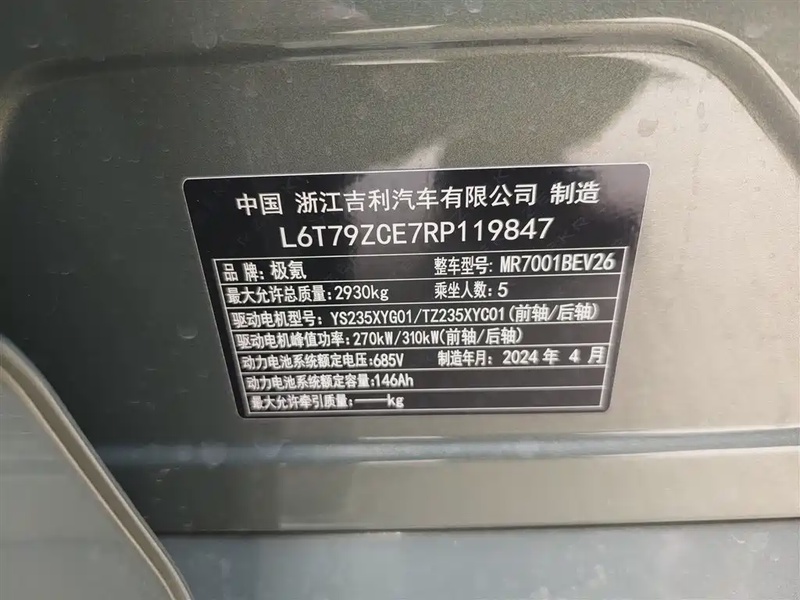 中国 浙江吉利汽车有限公司 制造
L6T79ZCE7RP119847
品牌:极氪 整车型号:MR7001BEV26
最大允许总质量:2930kg 乘坐人数:5
驱动电机型号:YS235XYG01/TZ235XYC01(前轴/后轴)
驱动电机峰值功率:270kW/310kW(前轴/后轴)
动力电池系统额定电压:685V 制造年月:2024年 4月
动力电池系统额定容量:146Ah
最大允许牵引质量:——kg